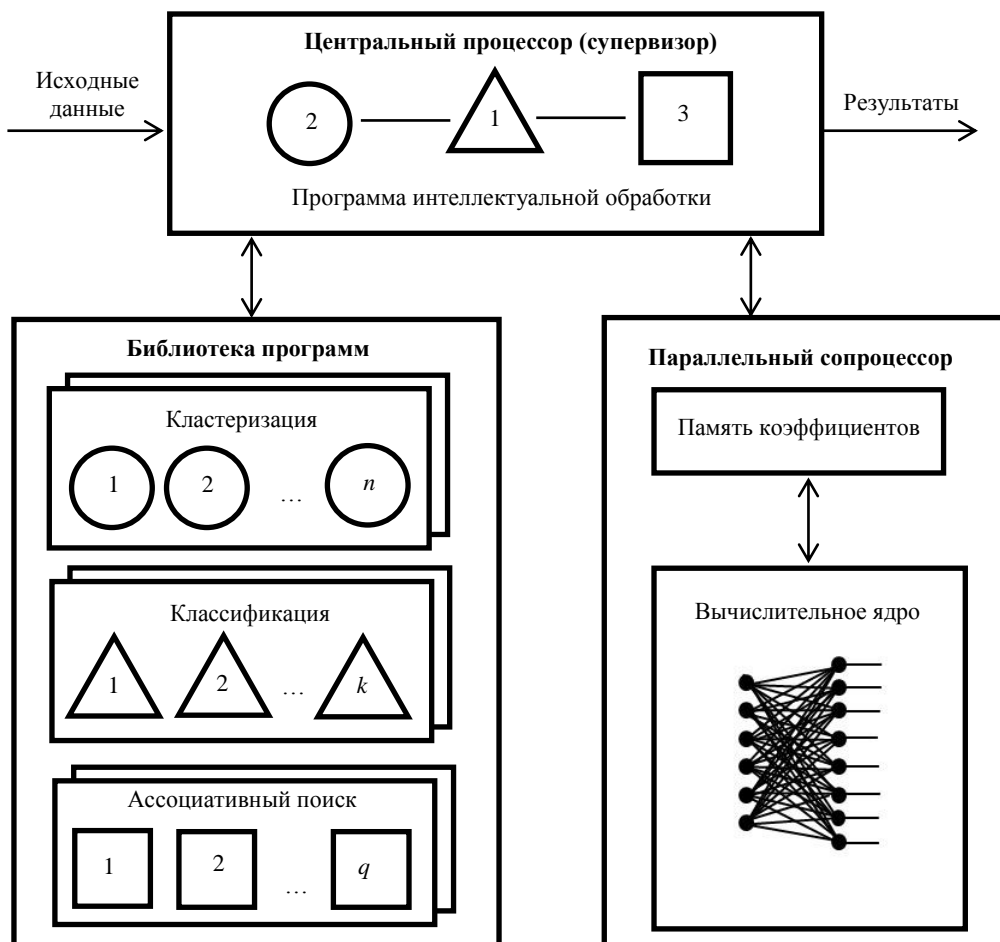 Центральный процессор (супервизор)
Исходные
данные
2
1
3
Результаты
Программа интеллектуальной обработки
Библиотека программ
Кластеризация
1
2
...
n
Классификация
1
2
...
k
Ассоциативный поиск
1
2
...
q
Параллельный сопроцессор
Память коэффициентов
Вычислительное ядро